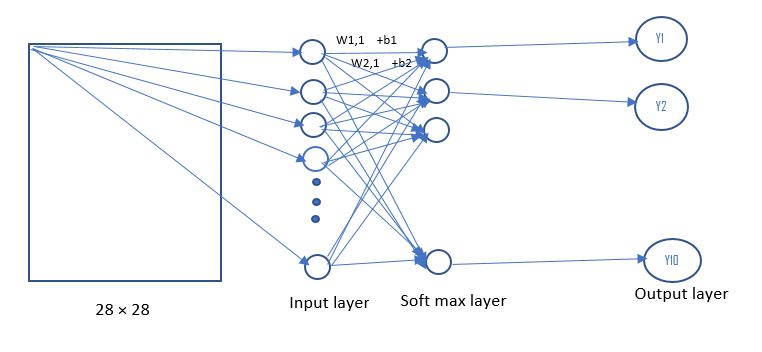 W1,1 +b1
W2,1 +b2
Y1
Y2
Y10
28 × 28
Input layer
Soft max layer
Output layer